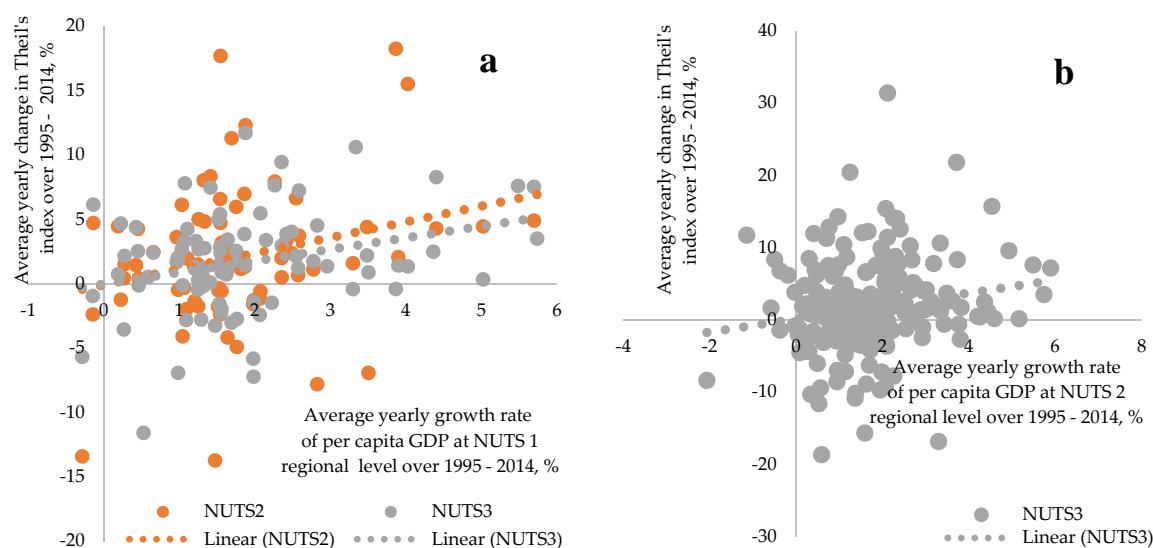 Average yearly change in Theil's
index over 1995 - 2014, %
20
15
10
5
0
-5
-10
-15
-20
-1
0
1
2
3
4
5
6
a
Average yearly growth rate
of per capita GDP at NUTS 1
regional level over 1995 - 2014, %
NUTS2
NUTS3
Linear (NUTS2)
Linear (NUTS3)
Average yearly change in Theil's
index over 1995 - 2014, %
40
30
20
10
0
-10
-20
-30
-4
-2
0
2
4
6
8
b
Average yearly growth rate
of per capita GDP at NUTS 2
regional level over 1995 - 2014, %
NUTS3
Linear (NUTS3)